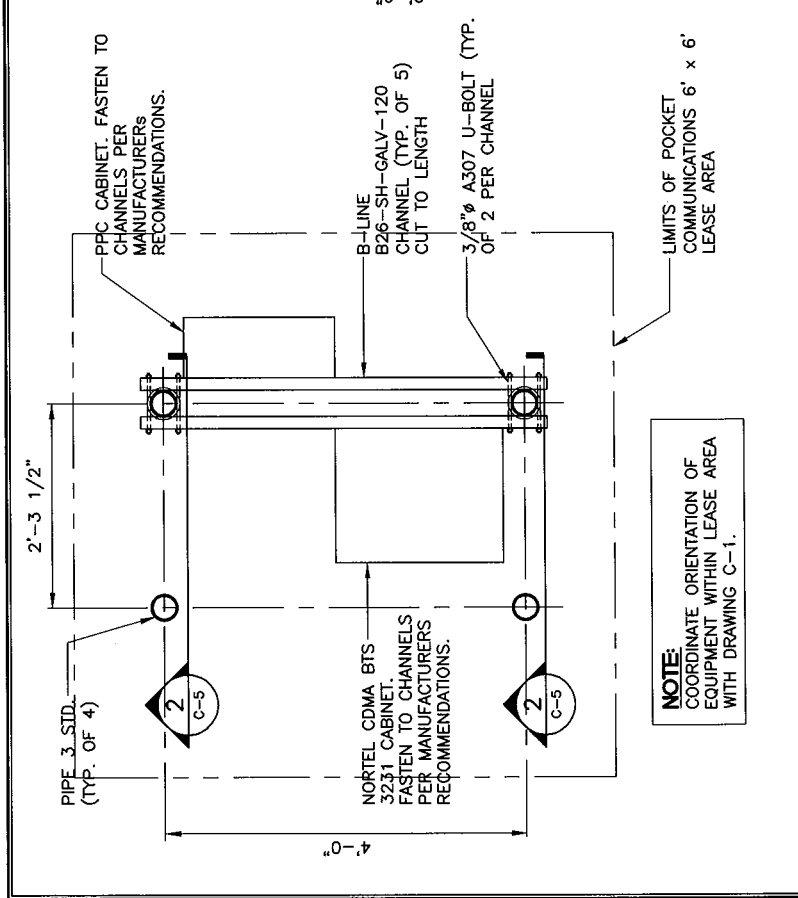 PIPE 3 STD.
(TYP. OF 4)
2'-3 1/2"
PPC CABINET. FASTEN TO
CHANNELS PER
MANUFACTURERs
RECOMMENDATIONS.
B-LINE
B26-SH-GALV-120
CHANNEL (TYP. OF 5)
CUT TO LENGTH
3/8"ø A307 U-BOLT (TYP.
OF 2 PER CHANNEL
LIMITS OF POCKET
COMMUNICATIONS 6' x 6'
LEASE AREA
2
C-5
2
C-5
NORTEL CDMA BTS
3231 CABINET.
FASTEN TO CHANNELS
PER MANUFACTURERS
RECOMMENDATIONS.
4'-0"
NOTE:
COORDINATE ORIENTATION OF
EQUIPMENT WITHIN LEASE AREA
WITH DRAWING C-1.